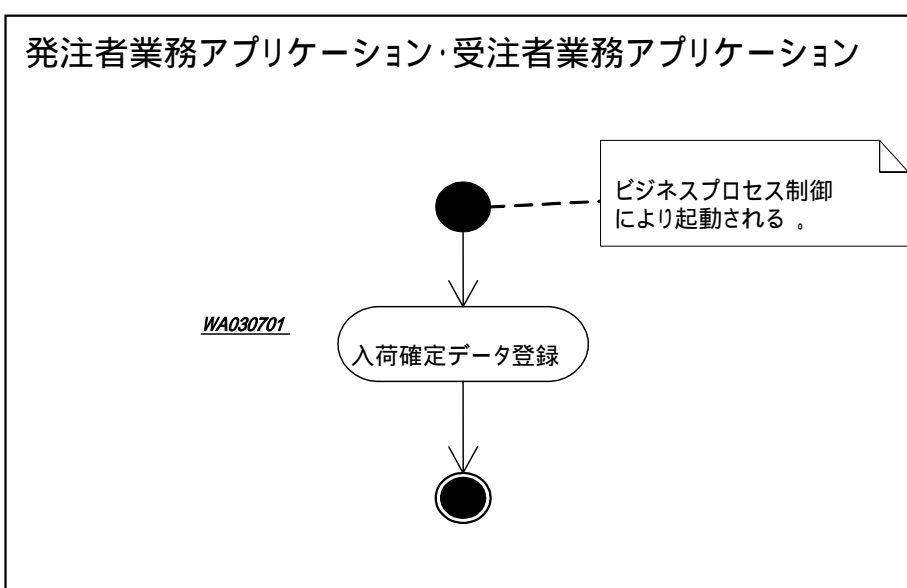 発注者業務アプリケーション・受注者業務アプリケーション
ビジネスプロセス制御
により起動される 。
WA030701
入荷確定データ登録